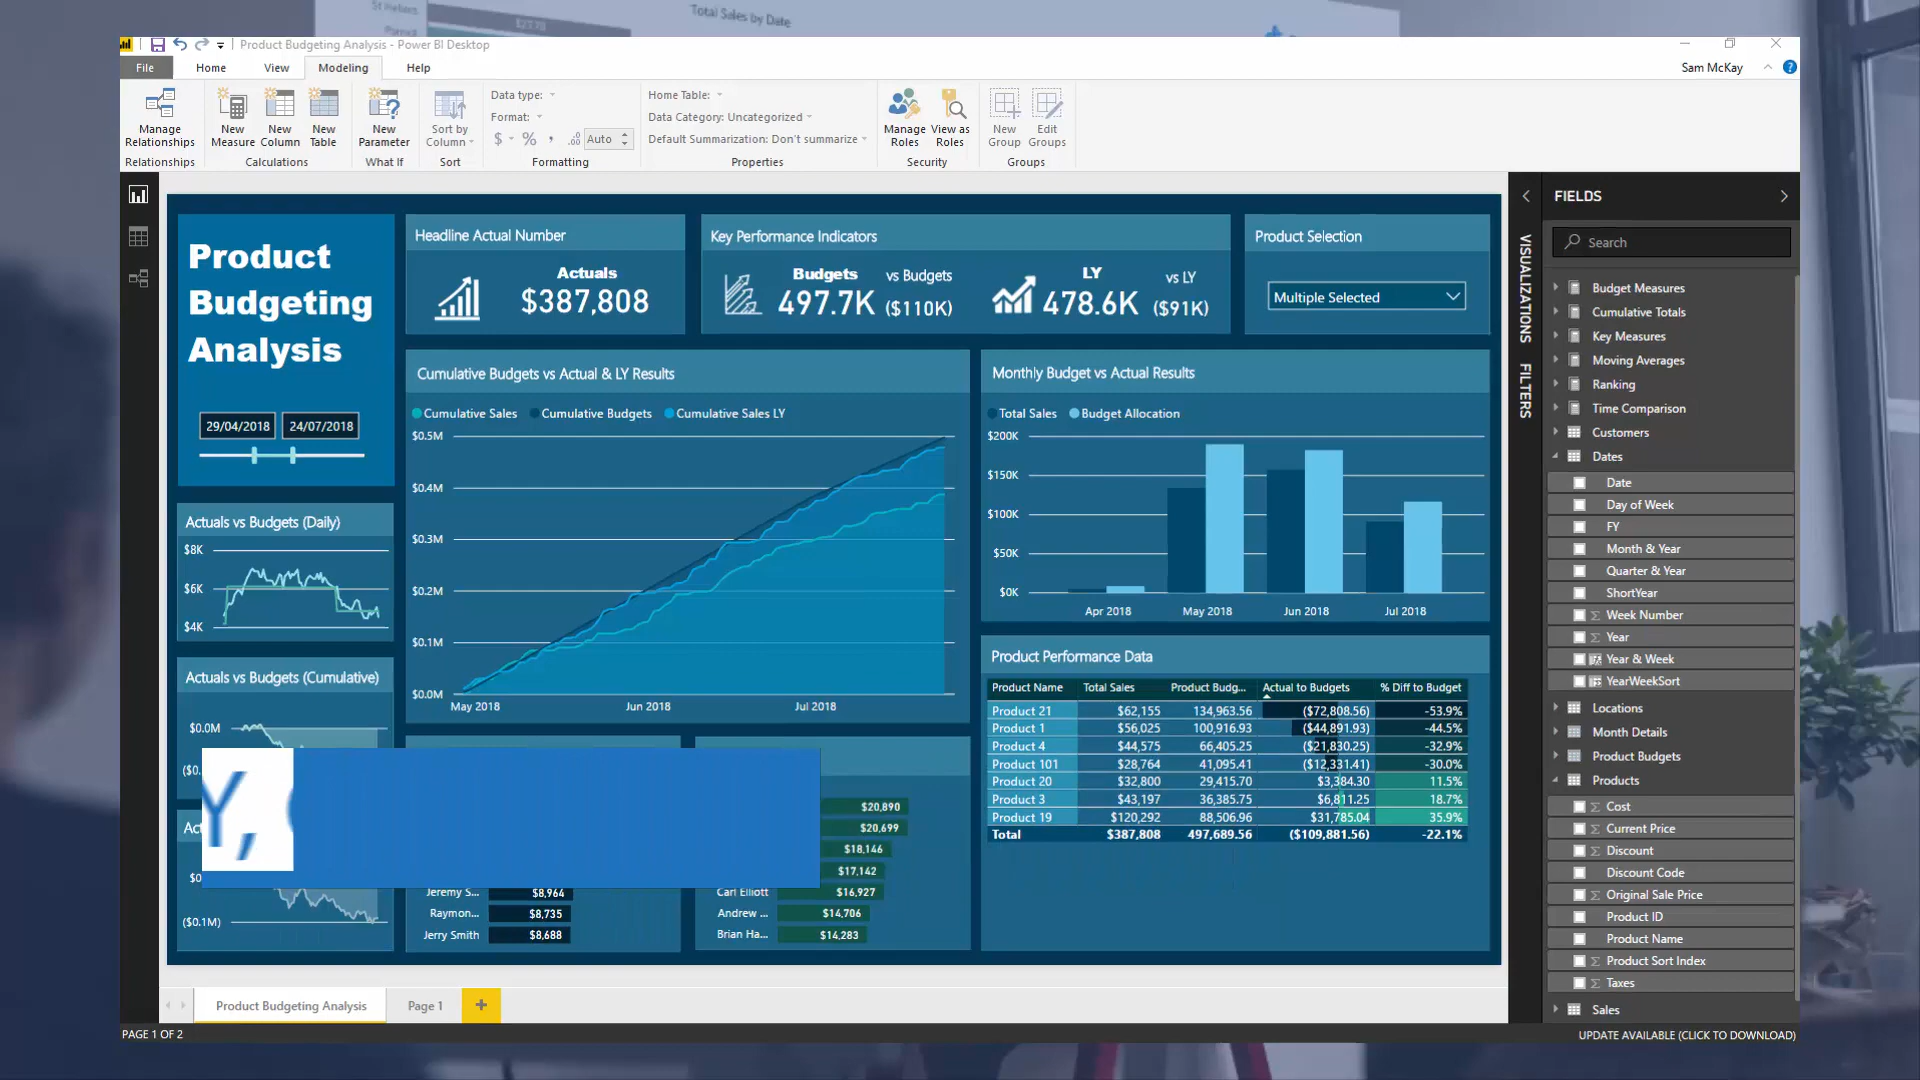 Total Sales by Date
Product Budgeting Analysis - Power BI Desktop
File
Home
View
Modeling
Help
Sam McKay
Manage
Relationships
New
Measure
New
Column
New
Table
New
Parameter
Sort by
Column
Data type:
Format:
$ % , .00 Auto
Home Table:
Data Category: Uncategorized
Default Summarization: Don't summarize
Manage
Roles
View as
Roles
New
Group
Edit
Groups
Relationships
Calculations
What If
Sort
Formatting
Properties
Security
Groups
Product
Budgeting
Analysis
29/04/2018
24/07/2018
Headline Actual Number
Actuals
$387,808
Key Performance Indicators
Budgets
497.7K
vs Budgets
($110K)
LY
478.6K
vs LY
($91K)
Product Selection
Multiple Selected
Cumulative Budgets vs Actual & LY Results
Cumulative Sales
Cumulative Budgets
Cumulative Sales LY
$0.5M
$0.4M
$0.3M
$0.2M
$0.1M
$0.0M
May 2018
Jun 2018
Jul 2018
Monthly Budget vs Actual Results
Total Sales
Budget Allocation
$200K
$150K
$100K
$50K
$0K
Apr 2018
May 2018
Jun 2018
Jul 2018
Actuals vs Budgets (Daily)
$8K
$6K
$4K
Actuals vs Budgets (Cumulative)
$0.0M
($0.
Ac
$0
($0.1M)
Y,
Jeremy S... $8,964
Raymon... $8,735
Jerry Smith $8,688
$20,890
$20,699
$18,146
$17,142
Carl Elliott $16,927
Andrew ... $14,706
Brian Ha... $14,283
Product Performance Data
Product Name Total Sales Product Budg... Actual to Budgets % Diff to Budget
Product 21 $62,155 134,963.56 ($72,808.56) -53.9%
Product 1 $56,025 100,916.93 ($44,891.93) -44.5%
Product 4 $44,575 66,405.25 ($21,830.25) -32.9%
Product 101 $28,764 41,095.41 ($12,331.41) -30.0%
Product 20 $32,800 29,415.70 $3,384.30 11.5%
Product 3 $43,197 36,385.75 $6,811.25 18.7%
Product 19 $120,292 88,506.96 $31,785.04 35.9%
Total $387,808 497,689.56 ($109,881.56) -22.1%
VISUALIZATIONS
FILTERS
FIELDS
Search
Budget Measures
Cumulative Totals
Key Measures
Moving Averages
Ranking
Time Comparison
Customers
Dates
Date
Day of Week
FY
Month & Year
Quarter & Year
ShortYear
Week Number
Year
Year & Week
YearWeekSort
Locations
Month Details
Product Budgets
Products
Cost
Current Price
Discount
Discount Code
Original Sale Price
Product ID
Product Name
Product Sort Index
Taxes
Sales
Product Budgeting Analysis
Page 1
+
PAGE 1 OF 2
UPDATE AVAILABLE (CLICK TO DOWNLOAD)